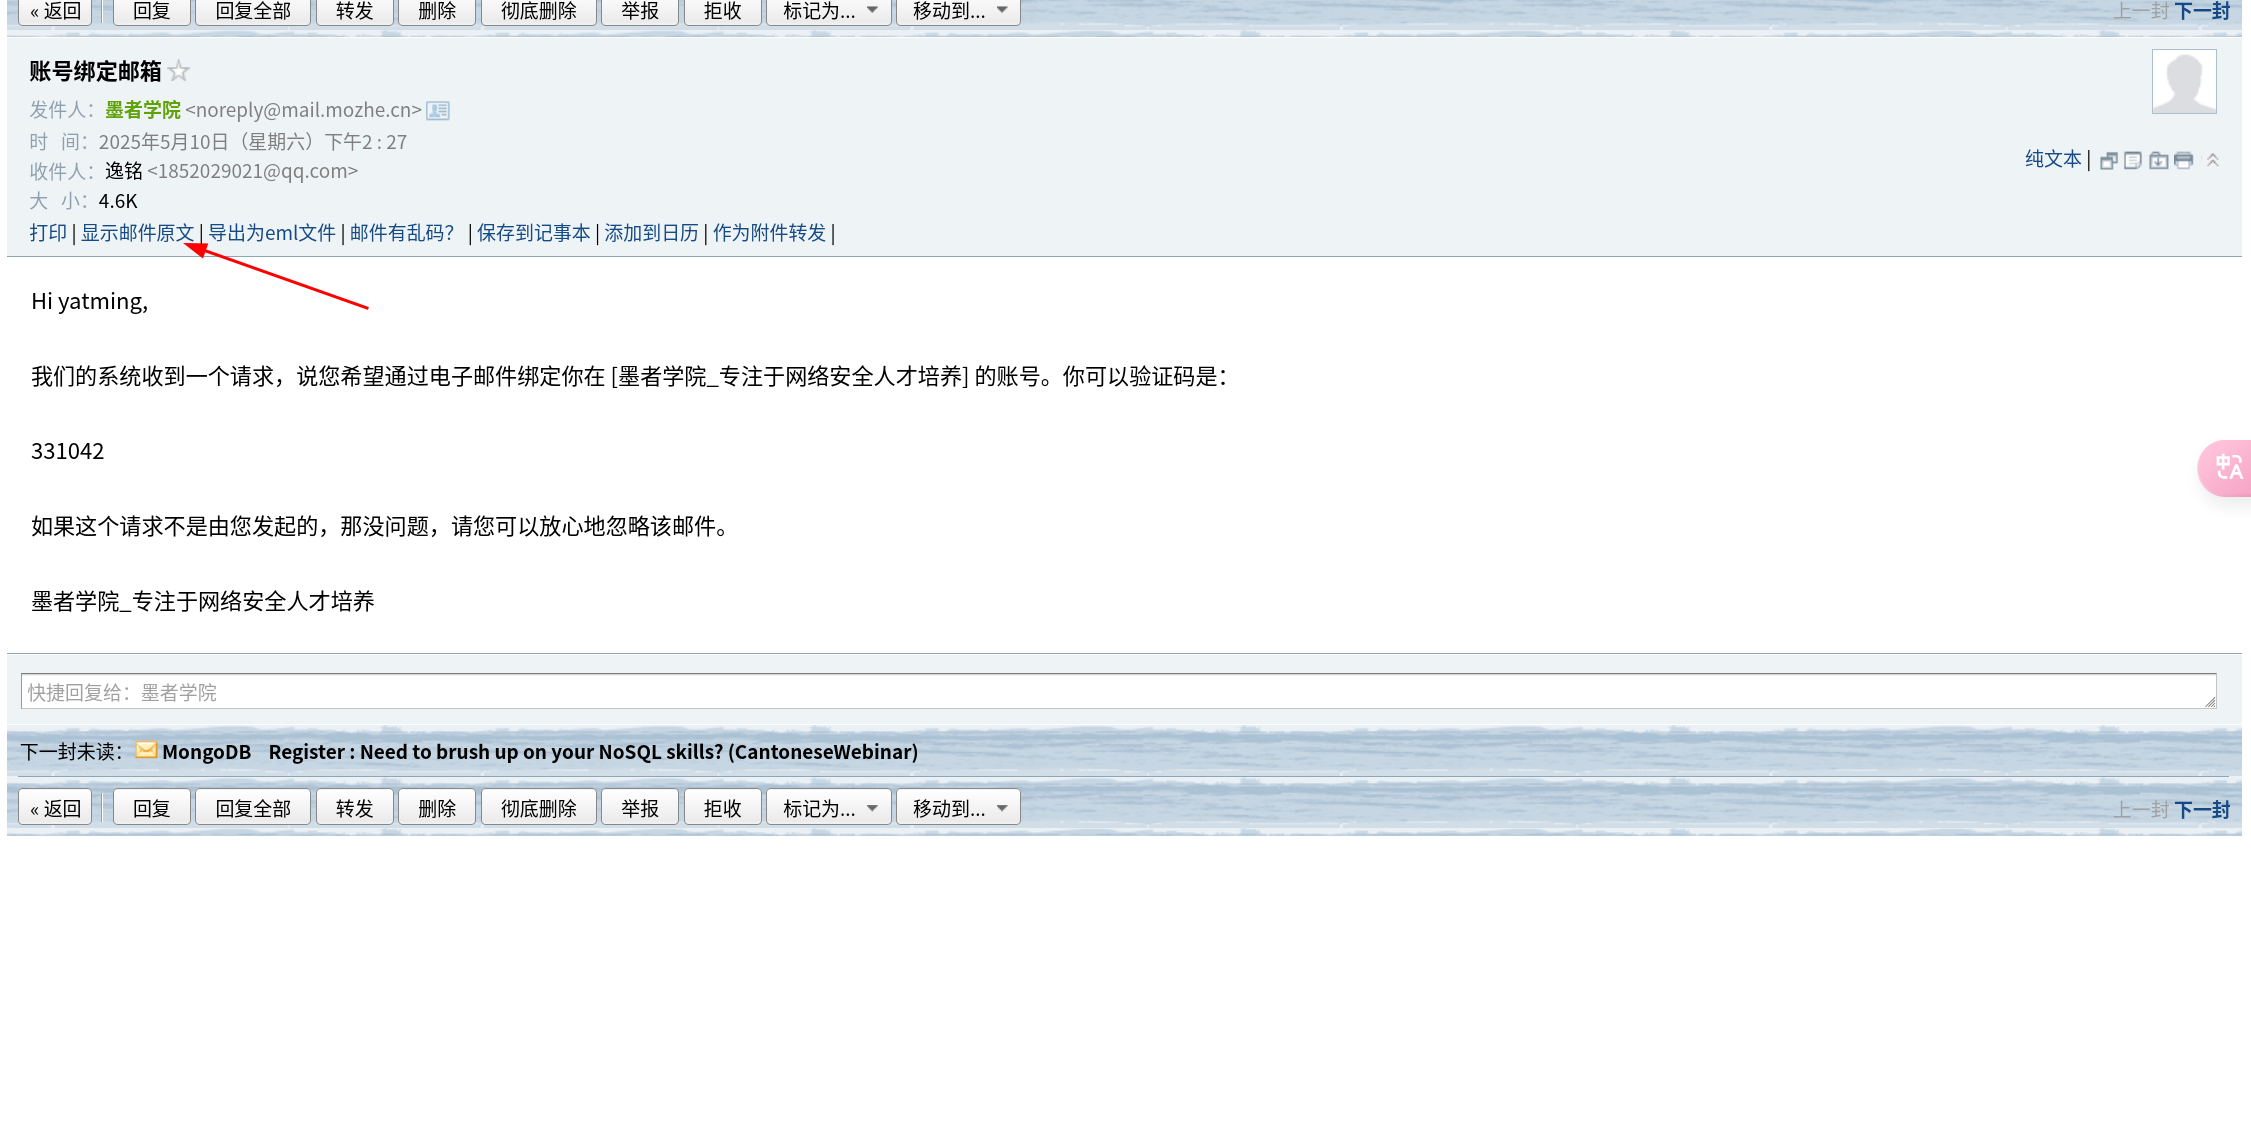 « 返回 回复 回复全部 转发 删除 彻底删除 举报 拒收 标记为... 移动到... 上一封 下一封
账号绑定邮箱
发件人：墨者学院 <noreply@mail.mozhe.cn>
时 间：2025年5月10日（星期六）下午2 : 27
收件人：逸铭 <1852029021@qq.com>
纯文本 |
大 小：4.6K
打印 | 显示邮件原文 | 导出为eml文件 | 邮件有乱码？ | 保存到记事本 | 添加到日历 | 作为附件转发 |
Hi yatming,
我们的系统收到一个请求，说您希望通过电子邮件绑定你在 [墨者学院_专注于网络安全人才培养] 的账号。你可以验证码是：
331042
中A
如果这个请求不是由您发起的，那没问题，请您可以放心地忽略该邮件。
墨者学院_专注于网络安全人才培养
快捷回复给：墨者学院
下一封未读： MongoDB Register : Need to brush up on your NoSQL skills? (CantoneseWebinar)
« 返回 回复 回复全部 转发 删除 彻底删除 举报 拒收 标记为... 移动到... 上一封 下一封